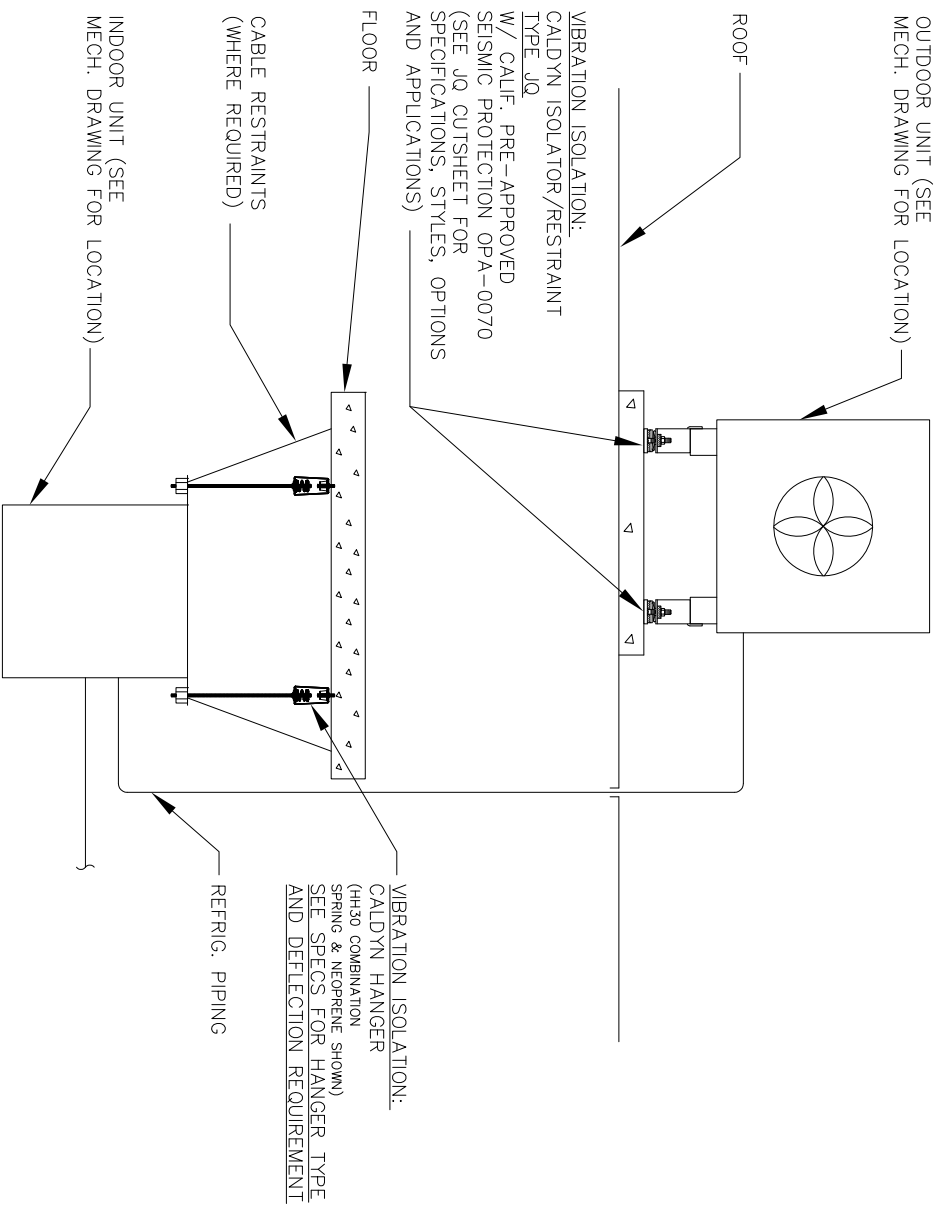 OUTDOOR UNIT (SEE
MECH. DRAWING FOR LOCATION)
ROOF
VIBRATION ISOLATION:
CALDYN ISOLATOR/RESTRAINT
TYPE JQ
W/ CALIF. PRE-APPROVED
SEISMIC PROTECTION OPA-0070
(SEE JQ CUTSHEET FOR
SPECIFICATIONS, STYLES, OPTIONS
AND APPLICATIONS)
FLOOR
CABLE RESTRAINTS
(WHERE REQUIRED)
INDOOR UNIT (SEE
MECH. DRAWING FOR LOCATION)
VIBRATION ISOLATION:
CALDYN HANGER
(HH30 COMBINATION
SPRING & NEOPRENE SHOWN)
SEE SPECS FOR HANGER TYPE
AND DEFLECTION REQUIREMENT
REFRIG. PIPING